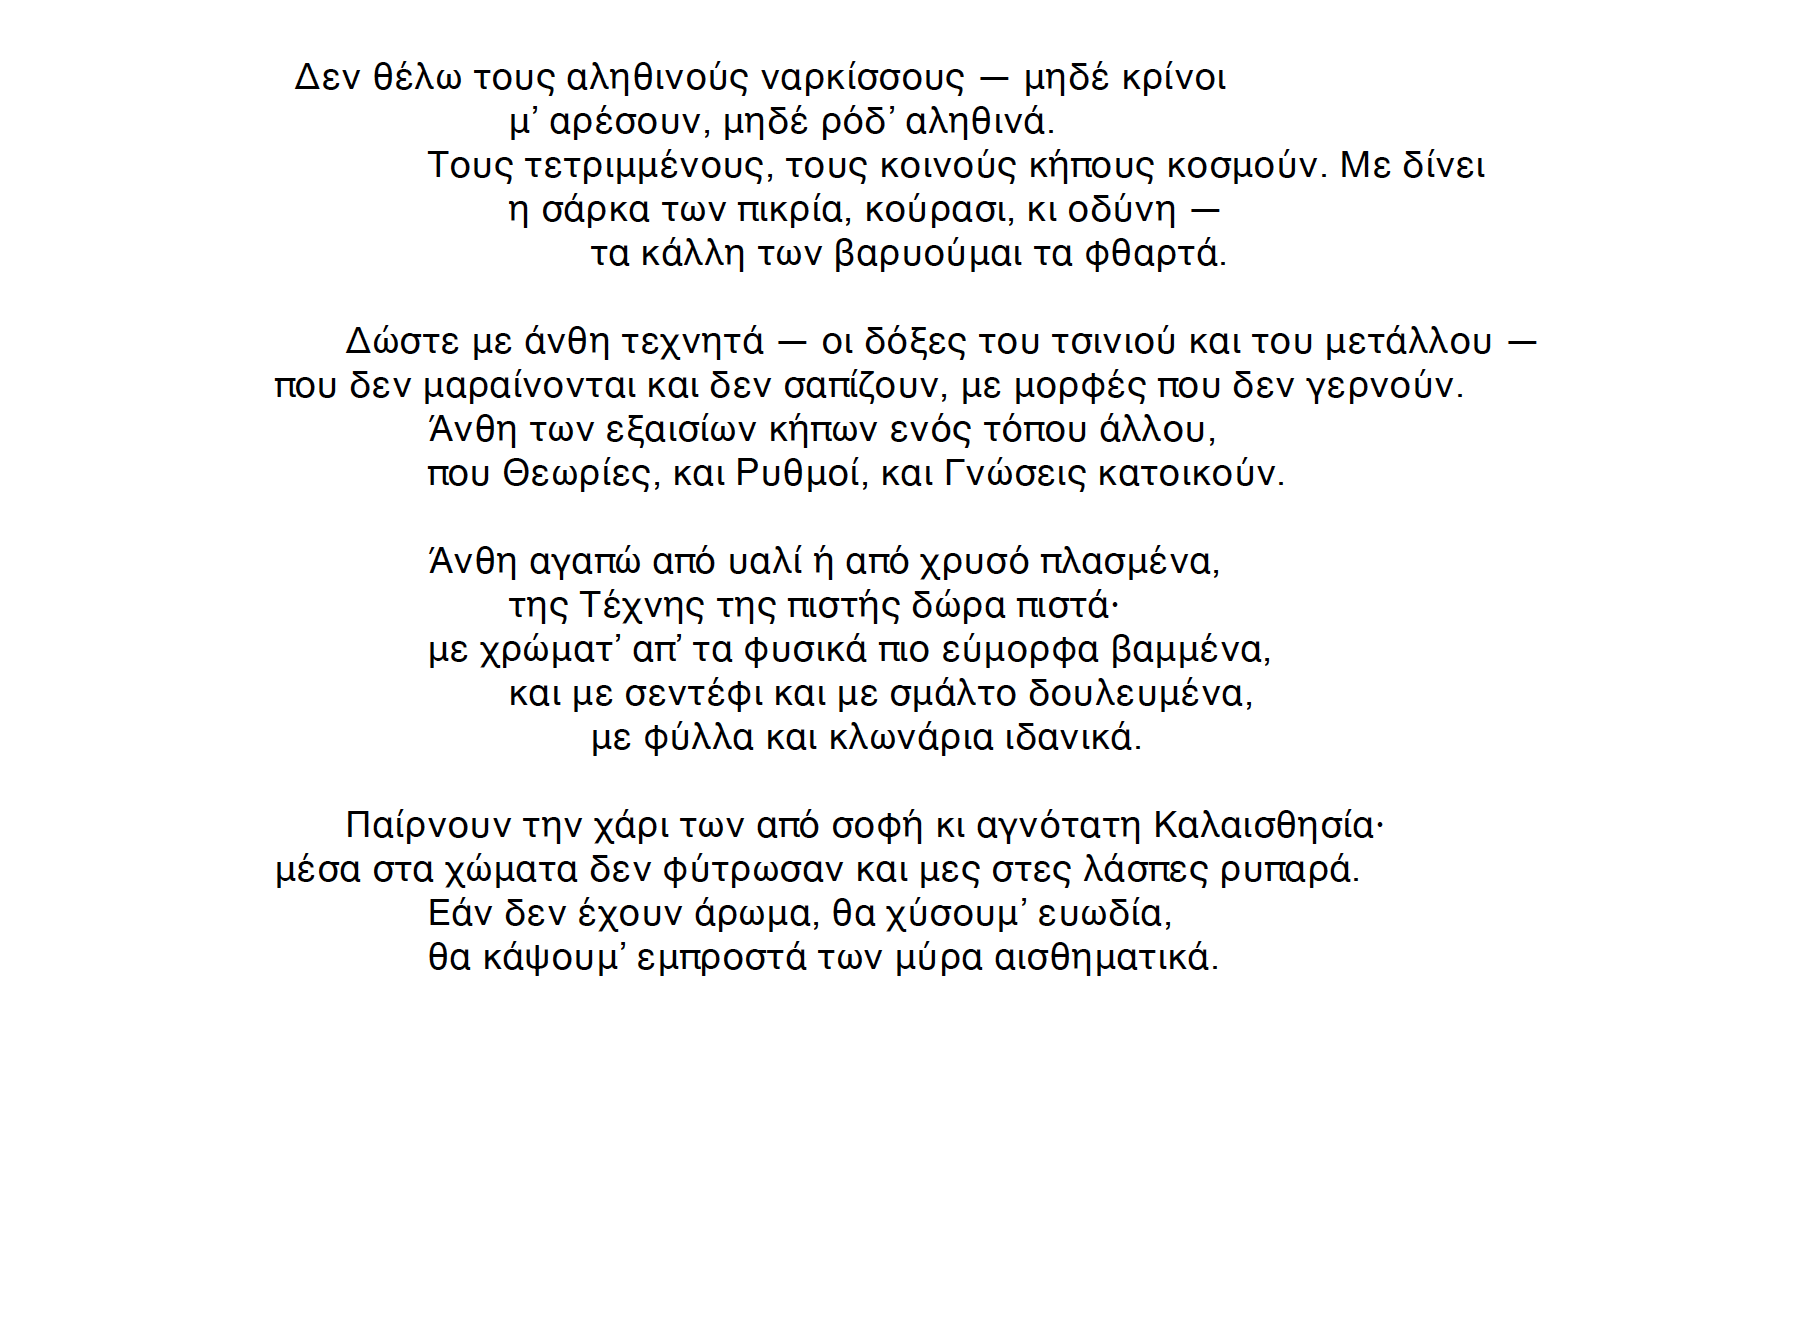 Δεν θέλω τους αληθινούς ναρκίσσους — μηδέ κρίνοι
μ’ αρέσουν, μηδέ ρόδ’ αληθινά.
Τους τετριμμένους, τους κοινούς κήπους κοσμούν. Με δίνει
η σάρκα των πικρία, κούρασι, κι οδύνη —
τα κάλλη των βαρυούμαι τα φθαρτά.

Δώστε με άνθη τεχνητά — οι δόξες του τσινιού και του μετάλλου —
που δεν μαραίνονται και δεν σαπίζουν, με μορφές που δεν γερνούν.
Άνθη των εξαισίων κήπων ενός τόπου άλλου,
που Θεωρίες, και Ρυθμοί, και Γνώσεις κατοικούν.

Άνθη αγαπώ από υαλί ή από χρυσό πλασμένα,
της Τέχνης της πιστής δώρα πιστά·
με χρώματ’ απ’ τα φυσικά πιο εύμορφα βαμμένα,
και με σεντέφι και με σμάλτο δουλευμένα,
με φύλλα και κλωνάρια ιδανικά.

Παίρνουν την χάρι των από σοφή κι αγνότατη Καλαισθησία·
μέσα στα χώματα δεν φύτρωσαν και μες στες λάσπες ρυπαρά.
Εάν δεν έχουν άρωμα, θα χύσουμ’ ευωδία,
θα κάψουμ’ εμπροστά των μύρα αισθηματικά.